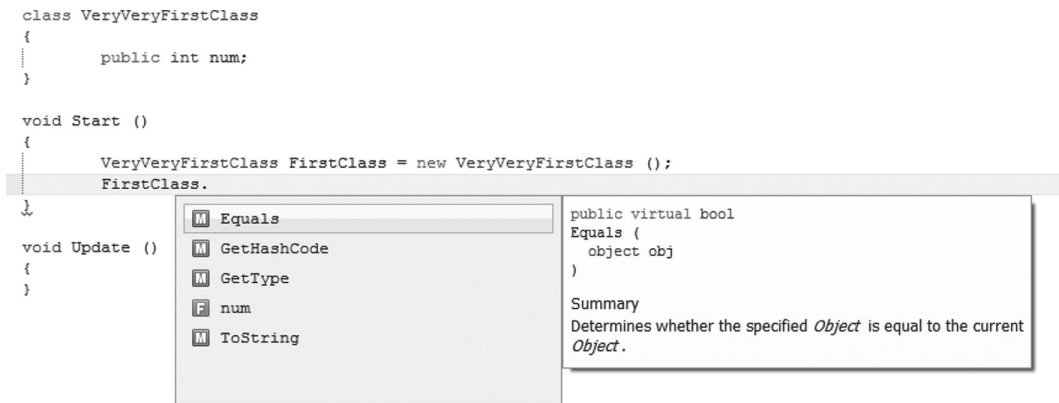 class VeryVeryFirstClass
{
public int num;
}
void Start ()
{
VeryVeryFirstClass FirstClass = new VeryVeryFirstClass ();
FirstClass.
}
void Update ()
{
}
M Equals
M GetHashCode
M GetType
F num
M ToString
public virtual bool
Equals (
object obj
)
Summary
Determines whether the specified Object is equal to the current
Object.